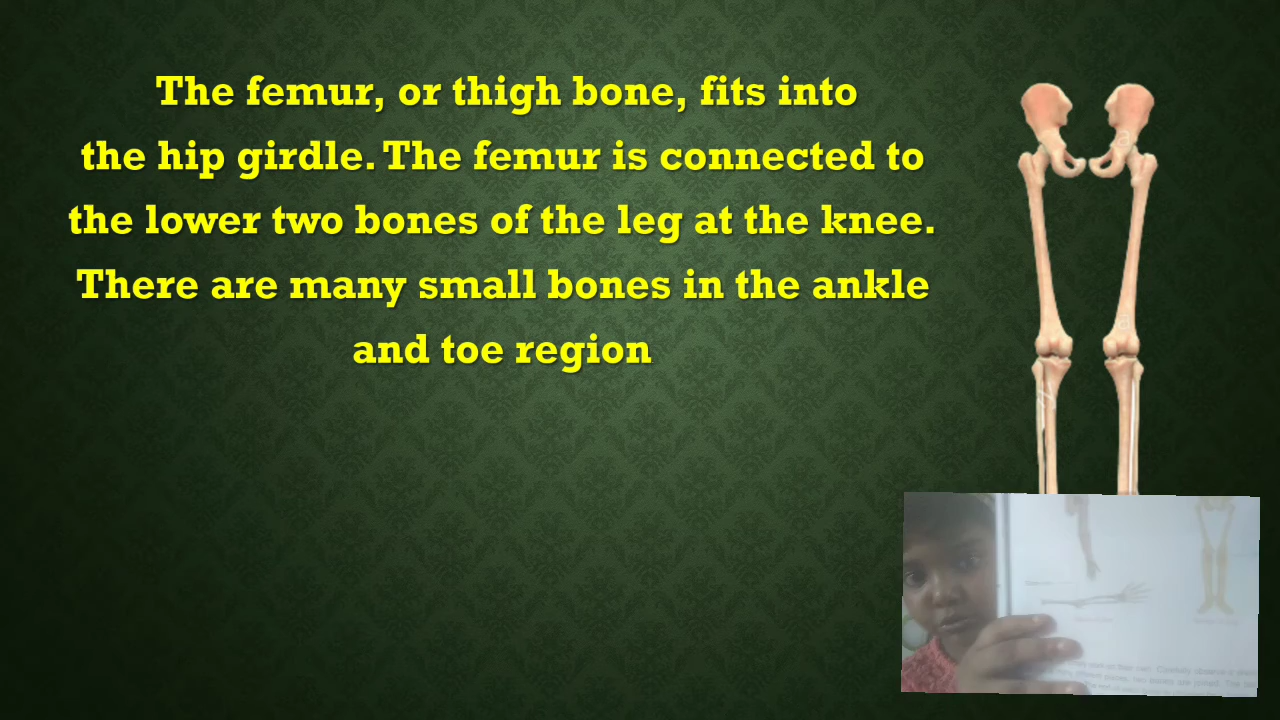 The femur, or thigh bone, fits into
the hip girdle. The femur is connected to
the lower two bones of the leg at the knee.
There are many small bones in the ankle
and toe region